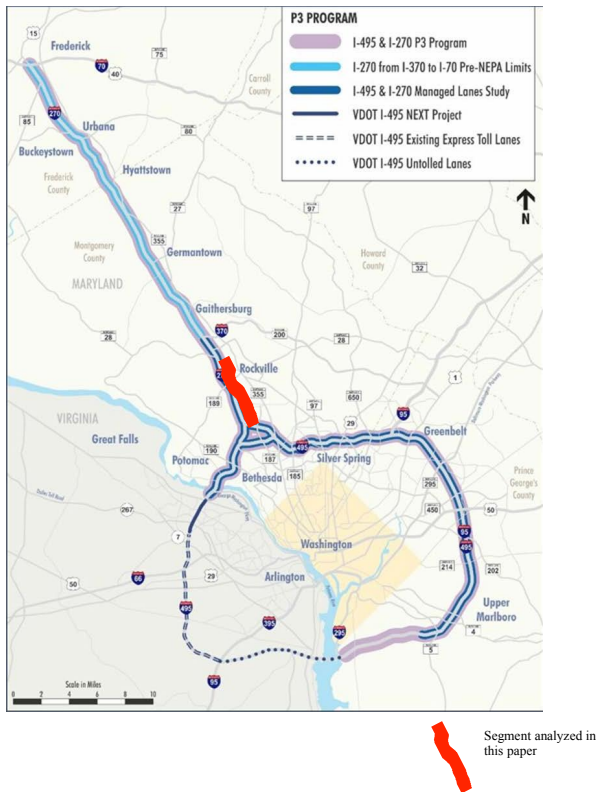 P3 PROGRAM
I-495 & I-270 P3 Program
I-270 from I-370 to I-70 Pre-NEPA Limits
I-495 & I-270 Managed Lanes Study
VDOT I-495 NEXT Project
VDOT I-495 Existing Express Toll Lanes
VDOT I-495 Untolled Lanes
N
15
Frederick
75
70
40
Carroll
County
270
85
Urbana
80
Buckeystown
Hyattstown
Frederick
County
27
97
355
Montgomery
County
Germantown
Howard
County
32
MARYLAND
Gaithersburg
370
200
28
28
Rockville
1
355
189
650
97
95
29
VIRGINIA
Great Falls
Greenbelt
190
495
Silver Spring
Potomac
187
Bethesda
185
Prince
George's
County
295
267
450
50
95
7
Washington
495
66
29
Arlington
214
202
50
495
Upper
Marlboro
395
295
4
5
95
Scale in Miles
0 2 4 6 8 10
Segment analyzed in
this paper